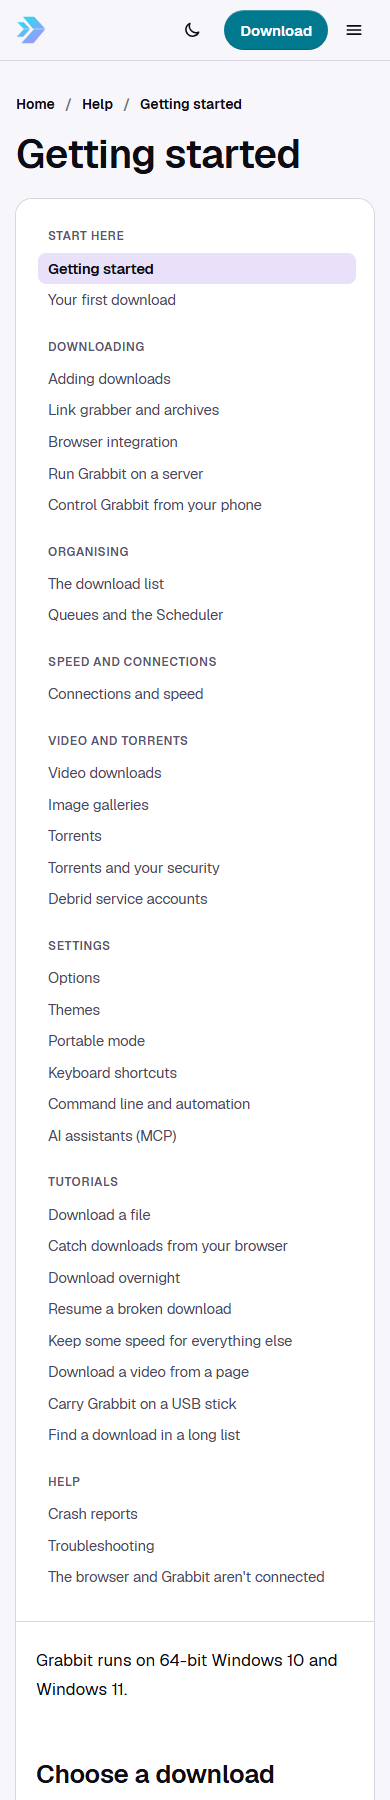 Download
Home / Help / Getting started
Getting started
START HERE
Getting started
Your first download
DOWNLOADING
Adding downloads
Link grabber and archives
Browser integration
Run Grabbit on a server
Control Grabbit from your phone
ORGANISING
The download list
Queues and the Scheduler
SPEED AND CONNECTIONS
Connections and speed
VIDEO AND TORRENTS
Video downloads
Image galleries
Torrents
Torrents and your security
Debrid service accounts
SETTINGS
Options
Themes
Portable mode
Keyboard shortcuts
Command line and automation
AI assistants (MCP)
TUTORIALS
Download a file
Catch downloads from your browser
Download overnight
Resume a broken download
Keep some speed for everything else
Download a video from a page
Carry Grabbit on a USB stick
Find a download in a long list
HELP
Crash reports
Troubleshooting
The browser and Grabbit aren't connected
Grabbit runs on 64-bit Windows 10 and
Windows 11.
Choose a download